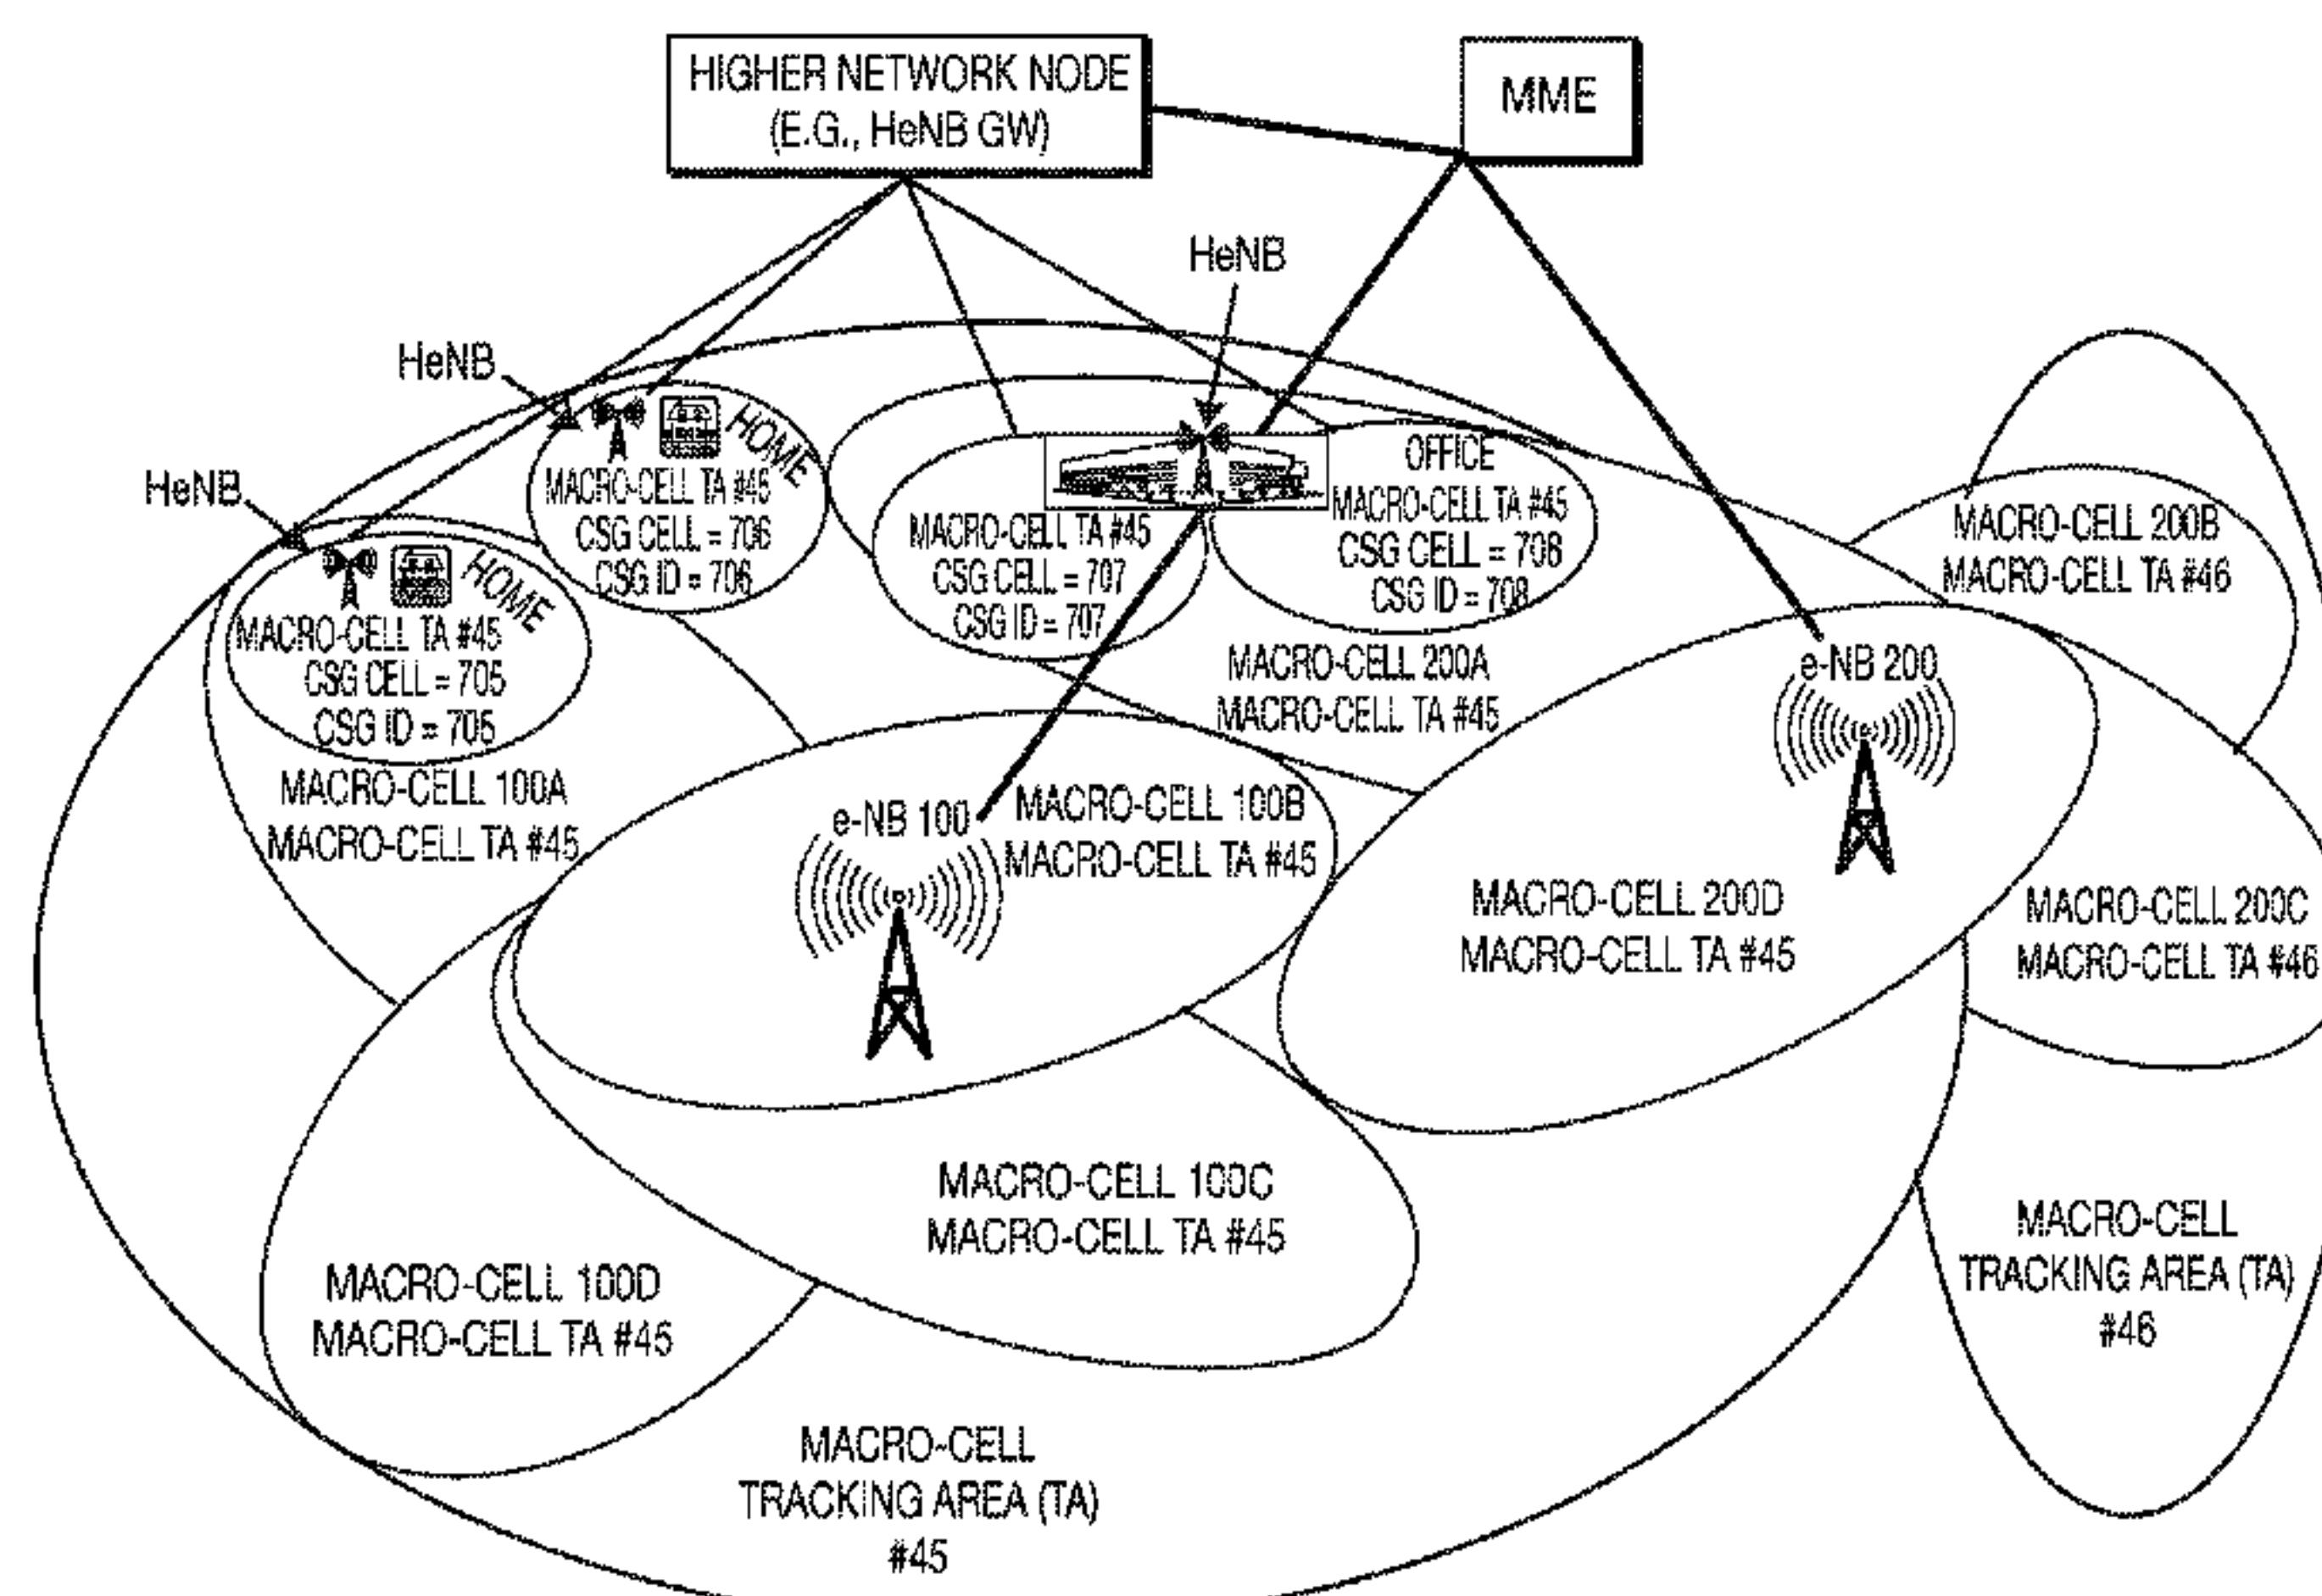 HIGHER NETWORK NODE
(E.G., HeNB GW)
MME
HeNB
HeNB
HeNB
HOME
MACRO-CELL TA #45
CSG CELL = 706
CSG ID = 706
HOME
MACRO-CELL TA #45
CSG CELL = 705
CSG ID = 705
MACRO-CELL TA #45
CSG CELL = 707
CSG ID = 707
OFFICE
MACRO-CELL TA #45
CSG CELL = 708
CSG ID = 708
MACRO-CELL 200B
MACRO-CELL TA #46
MACRO-CELL 200A
MACRO-CELL TA #45
e-NB 200
MACRO-CELL 100A
MACRO-CELL TA #45
e-NB 100
MACRO-CELL 100B
MACRO-CELL TA #45
MACRO-CELL 200D
MACRO-CELL TA #45
MACRO-CELL 200C
MACRO-CELL TA #46
MACRO-CELL 100C
MACRO-CELL TA #45
MACRO-CELL 100D
MACRO-CELL TA #45
MACRO-CELL
TRACKING AREA (TA)
#46
MACRO-CELL
TRACKING AREA (TA)
#45